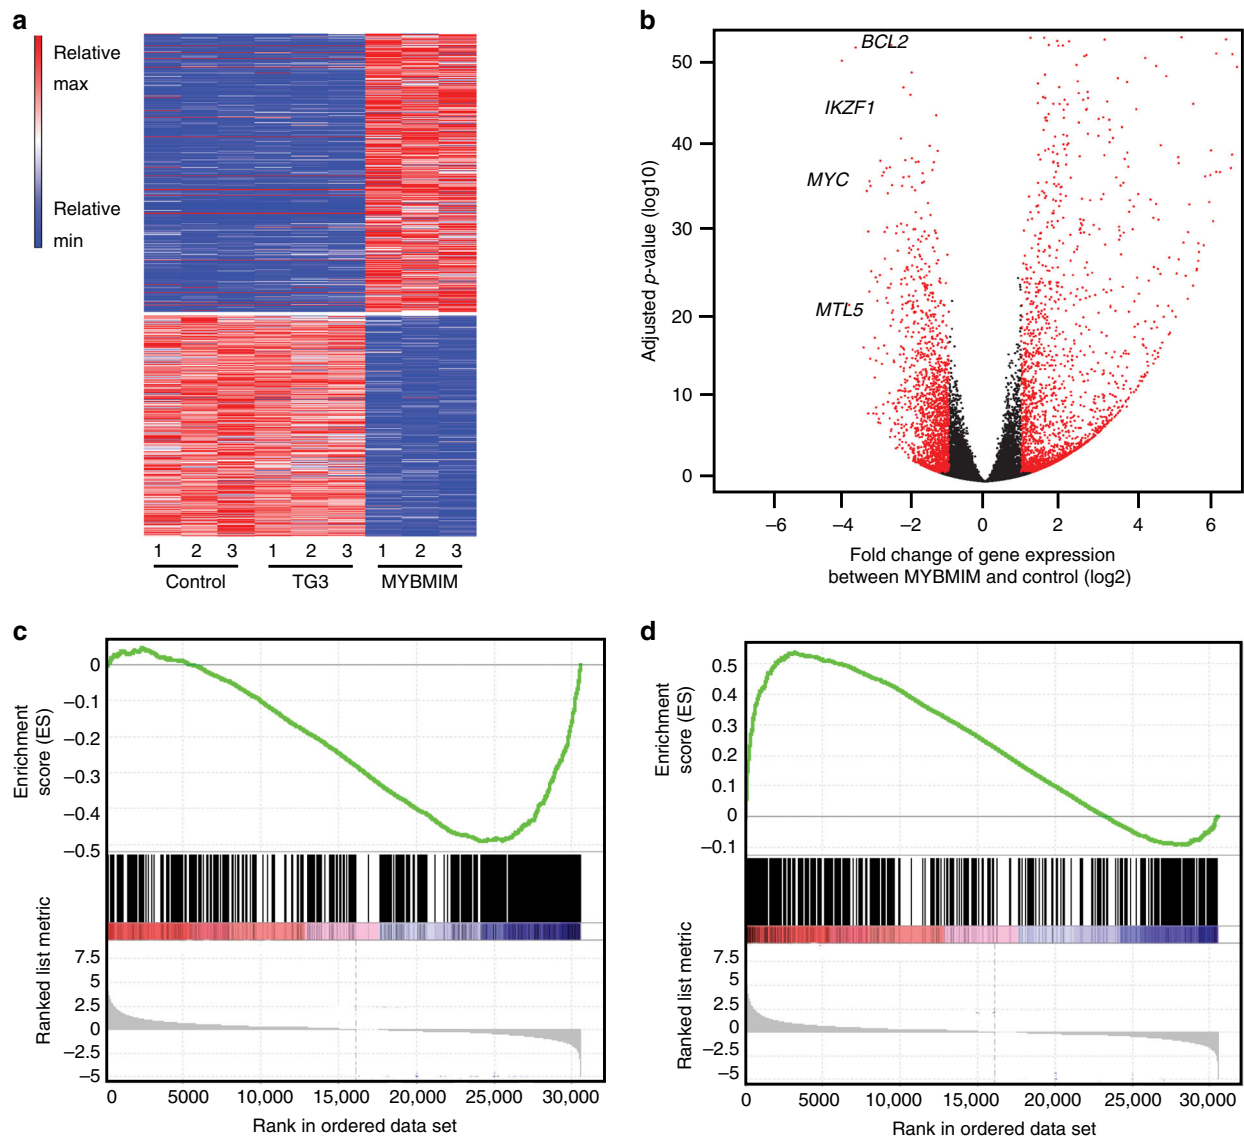 a
Relative
max
Relative
min
1 2 3 1 2 3 1 2 3
Control TG3 MYBMIM
b
BCL2
IKZF1
MYC
MTL5
Adjusted p-value (log10)
50
40
30
20
10
0
−6 −4 −2 0 2 4 6
Fold change of gene expression
between MYBMIM and control (log2)
c
Enrichment
score (ES)
0
−0.1
−0.2
−0.3
−0.4
−0.5
Ranked list metric
7.5
5
2.5
0
−2.5
−5
0 5000 10,000 15,000 20,000 25,000 30,000
Rank in ordered data set
d
Enrichment
score (ES)
0.5
0.4
0.3
0.2
0.1
0
−0.1
Ranked list metric
7.5
5
2.5
0
−2.5
−5
0 5000 10,000 15,000 20,000 25,000 30,000
Rank in ordered data set